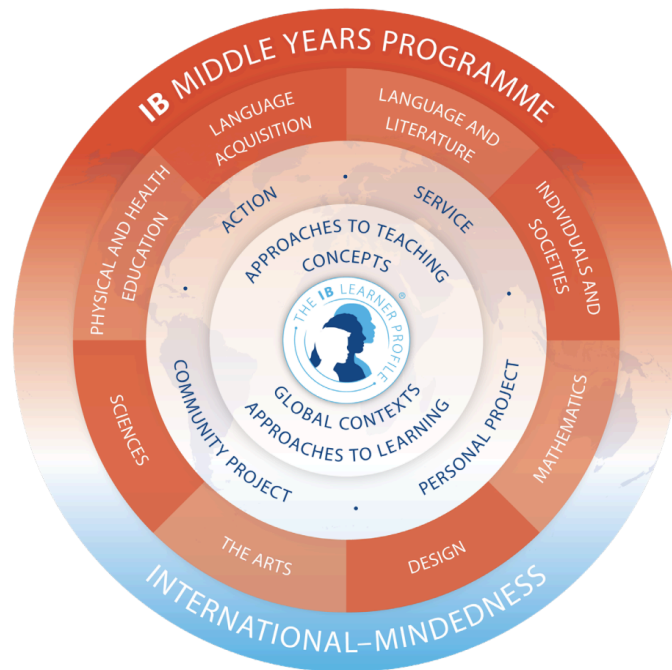 IB MIDDLE YEARS PROGRAMME
LANGUAGE
ACQUISITION
LANGUAGE AND
LITERATURE
PHYSICAL AND HEALTH
EDUCATION
INDIVIDUALS AND
SOCIETIES
SCIENCES
MATHEMATICS
THE ARTS
DESIGN
ACTION
SERVICE
COMMUNITY PROJECT
PERSONAL PROJECT
APPROACHES TO TEACHING
CONCEPTS
THE IB LEARNER PROFILE ®
GLOBAL CONTEXTS
APPROACHES TO LEARNING
INTERNATIONAL–MINDEDNESS